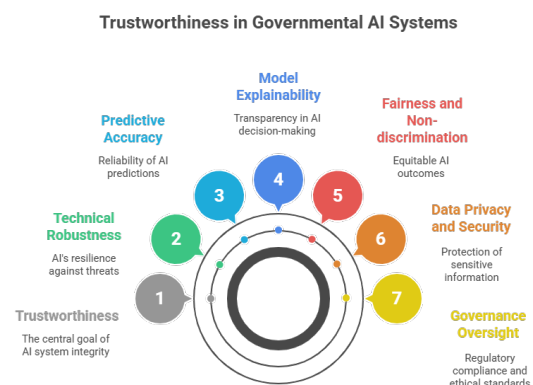 Trustworthiness in Governmental AI Systems
Model
Explainability
Transparency in AI
decision-making
Predictive
Accuracy
Reliability of AI
predictions
Fairness and
Non-
discrimination
Equitable AI
outcomes
4
3
5
Technical
Robustness
AI's resilience
against threats
2
6
Data Privacy
and Security
Protection of
sensitive
information
Trustworthiness
The central goal of
AI system integrity
1
7
Governance
Oversight
Regulatory
compliance and
ethical standards